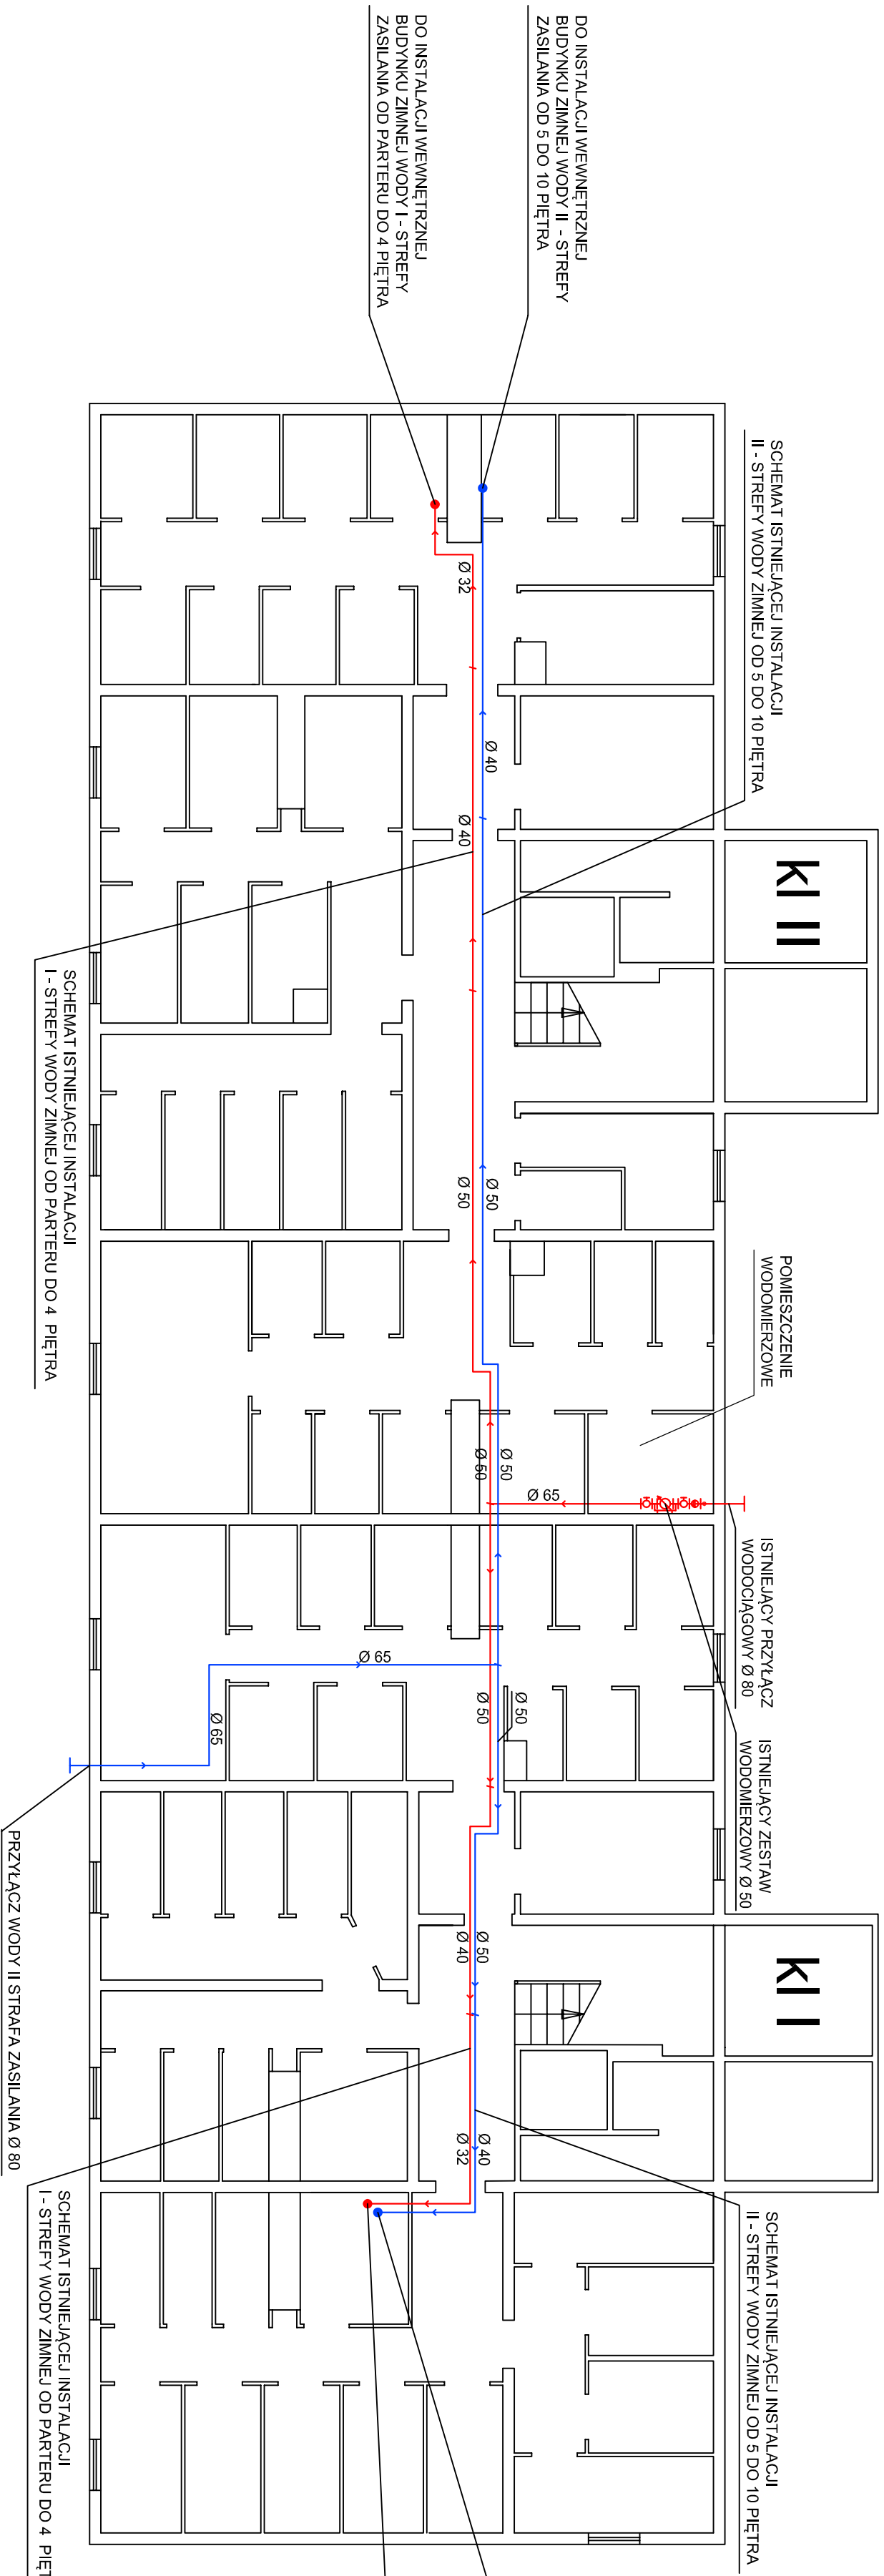 DO INSTALACJI WEWNĘTRZNEJ
BUDYNKU ZIMNEJ WODY II - STREFY
ZASILANIA OD 5 DO 10 PIĘTRA
DO INSTALACJI WEWNĘTRZNEJ
BUDYNKU ZIMNEJ WODY I - STREFY
ZASILANIA OD PARTERU DO 4 PIĘTRA
SCHEMAT ISTNIEJĄCEJ INSTALACJI
II - STREFY WODY ZIMNEJ OD 5 DO 10 PIĘTRA
kl II
Ø 32
Ø 40
Ø 40
SCHEMAT ISTNIEJĄCEJ INSTALACJI
I - STREFY WODY ZIMNEJ OD PARTERU DO 4 PIĘTRA
Ø 50
Ø 50
POMIESZCZENIE
WODOMIERZOWE
Ø 50
Ø 50
Ø 65
ISTNIEJĄCY PRZYŁĄCZ
WODOCIĄGOWY Ø 80
ISTNIEJĄCY ZESTAW
WODOMIERZOWY Ø 50
Ø 65
Ø 65
Ø 50
Ø 50
PRZYŁĄCZ WODY II STRAFA ZASILANIA Ø 80
kl I
Ø 50
Ø 40
Ø 40
Ø 32
SCHEMAT ISTNIEJĄCEJ INSTALACJI
II - STREFY WODY ZIMNEJ OD 5 DO 10 PIĘTRA
SCHEMAT ISTNIEJĄCEJ INSTALACJI
I - STREFY WODY ZIMNEJ OD PARTERU DO 4